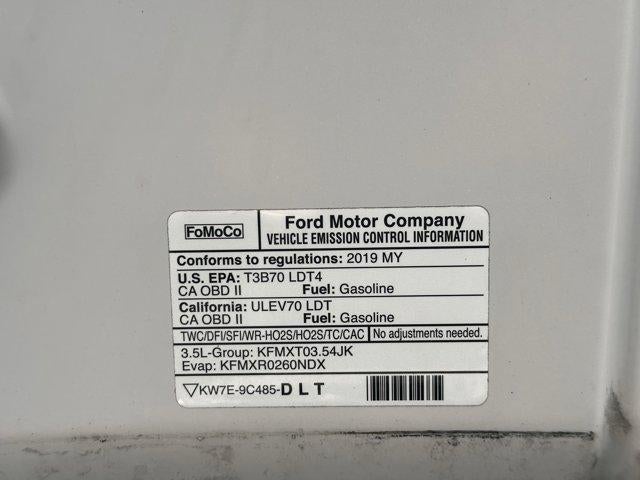 FoMoCo
Ford Motor Company
VEHICLE EMISSION CONTROL INFORMATION
Conforms to regulations: 2019 MY
U.S. EPA: T3B70 LDT4
CA OBD II Fuel: Gasoline
California: ULEV70 LDT
CA OBD II Fuel: Gasoline
TWC/DFI/SFI/WR-HO2S/HO2S/TC/CAC No adjustments needed.
3.5L-Group: KFMXT03.54JK
Evap: KFMXR0260NDX
KW7E-9C485-DLT